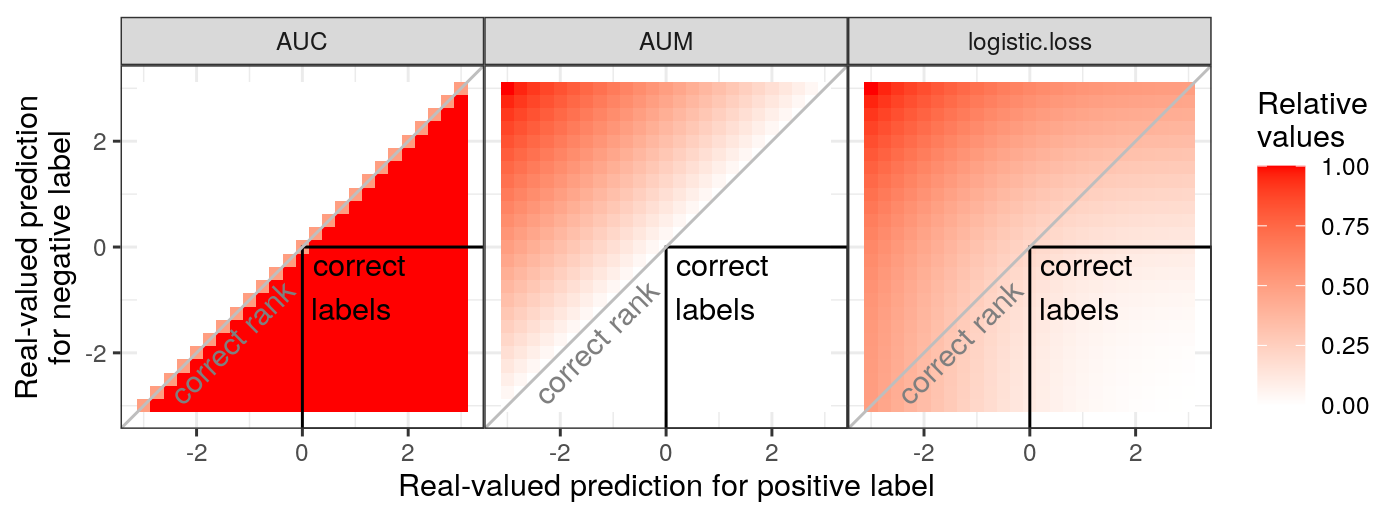 AUC
AUM
logistic.loss
Real-valued prediction
for negative label
2
0
-2
correct
labels
correct rank
correct
labels
correct rank
correct
labels
correct rank
-2
0
2
-2
0
2
-2
0
2
Real-valued prediction for positive label
Relative
values
1.00
0.75
0.50
0.25
0.00